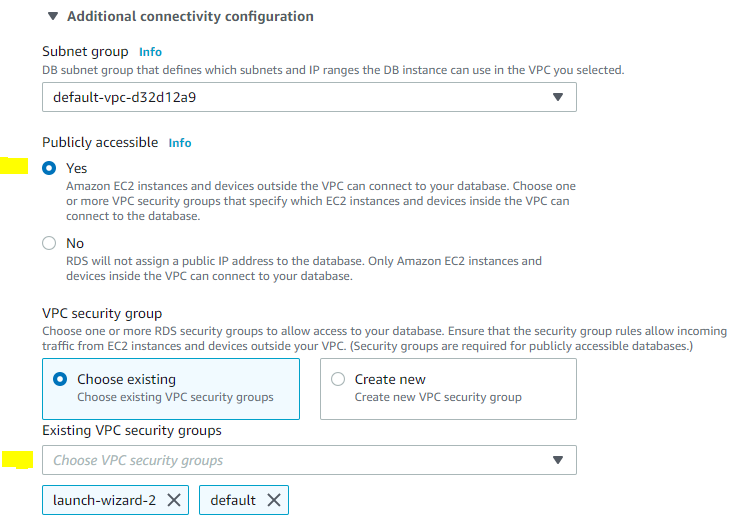 Additional connectivity configuration
Subnet group Info
DB subnet group that defines which subnets and IP ranges the DB instance can use in the VPC you selected.
default-vpc-d32d12a9
Publicly accessible Info
Yes
Amazon EC2 instances and devices outside the VPC can connect to your database. Choose one
or more VPC security groups that specify which EC2 instances and devices inside the VPC can
connect to the database.
No
RDS will not assign a public IP address to the database. Only Amazon EC2 instances and
devices inside the VPC can connect to your database.
VPC security group
Choose one or more RDS security groups to allow access to your database. Ensure that the security group rules allow incoming
traffic from EC2 instances and devices outside your VPC. (Security groups are required for publicly accessible databases.)
Choose existing
Choose existing VPC security groups
Create new
Create new VPC security group
Existing VPC security groups
Choose VPC security groups
launch-wizard-2 default